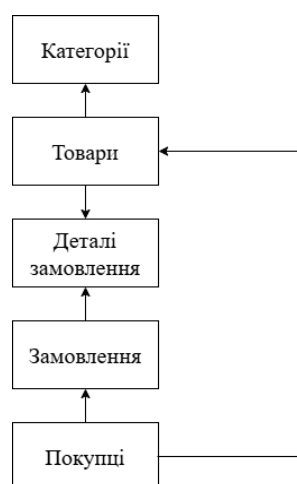 Категорії
Товари
Деталі
замовлення
Замовлення
Покупці